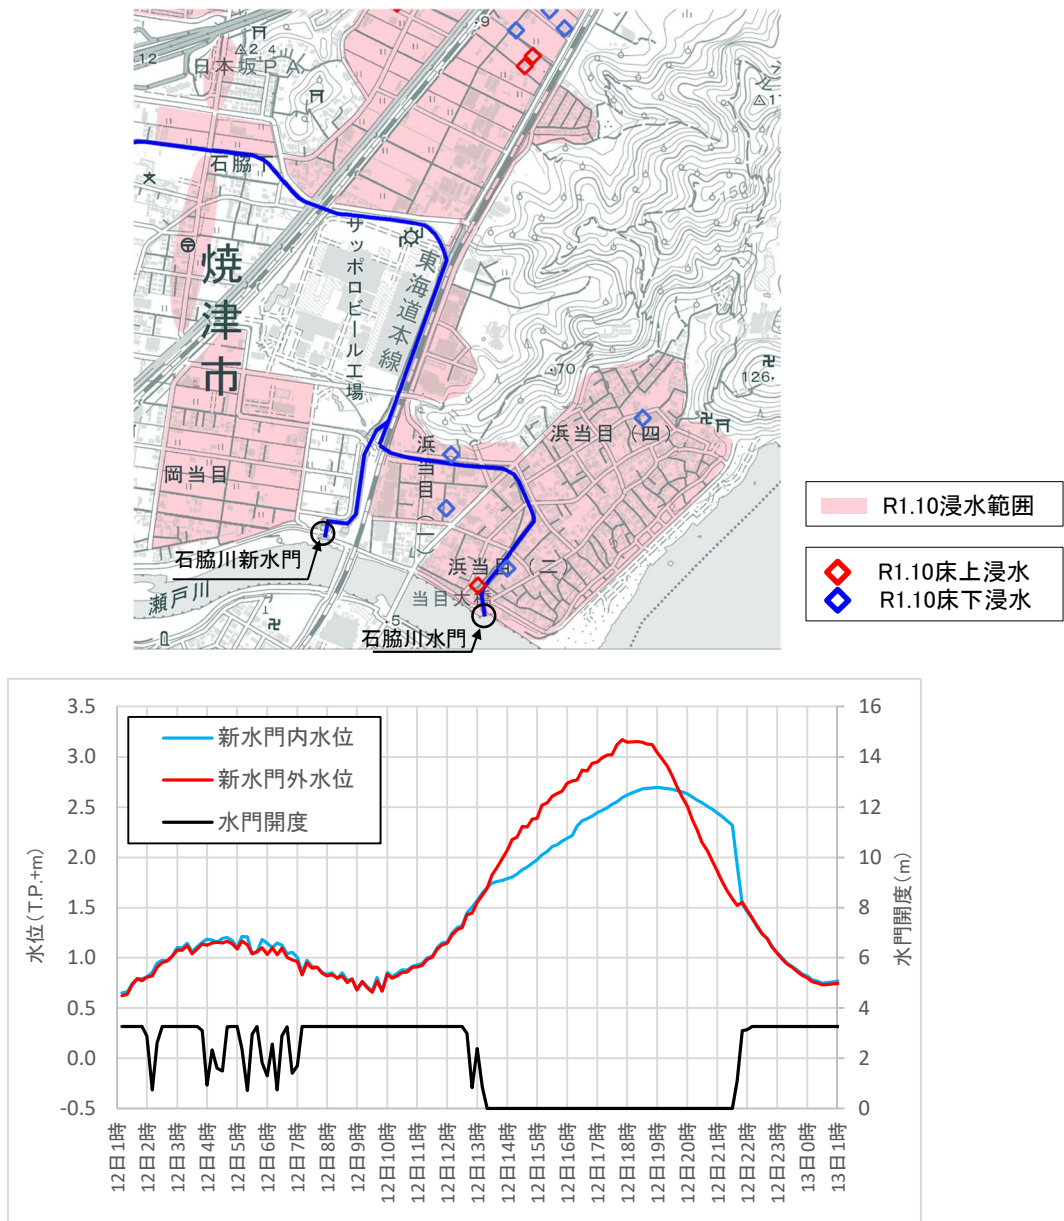 ・9
12
△2.4
日本坂PA
石脇下
焼津市
サッポロビール工場
東海道本線
・70
126・
浜当目（四）
浜当目（一）
岡当目
石脇川新水門
浜当目（二）
瀬戸川
当目大橋
・5
石脇川水門
R1.10浸水範囲
R1.10床上浸水
R1.10床下浸水
3.5
3.0
2.5
2.0
1.5
1.0
0.5
0.0
-0.5
水位（T.P.+m）
新水門内水位
新水門外水位
水門開度
16
14
12
10
8
6
4
2
0
水門開度（m）
12日1時
12日2時
12日3時
12日4時
12日5時
12日6時
12日7時
12日8時
12日9時
12日10時
12日11時
12日12時
12日13時
12日14時
12日15時
12日16時
12日17時
12日18時
12日19時
12日20時
12日21時
12日22時
12日23時
13日0時
13日1時